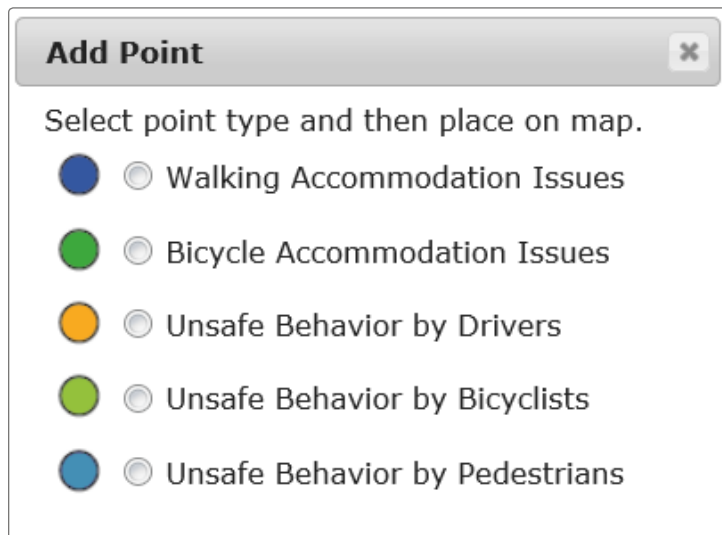 Add Point
Select point type and then place on map.
Walking Accommodation Issues
Bicycle Accommodation Issues
Unsafe Behavior by Drivers
Unsafe Behavior by Bicyclists
Unsafe Behavior by Pedestrians